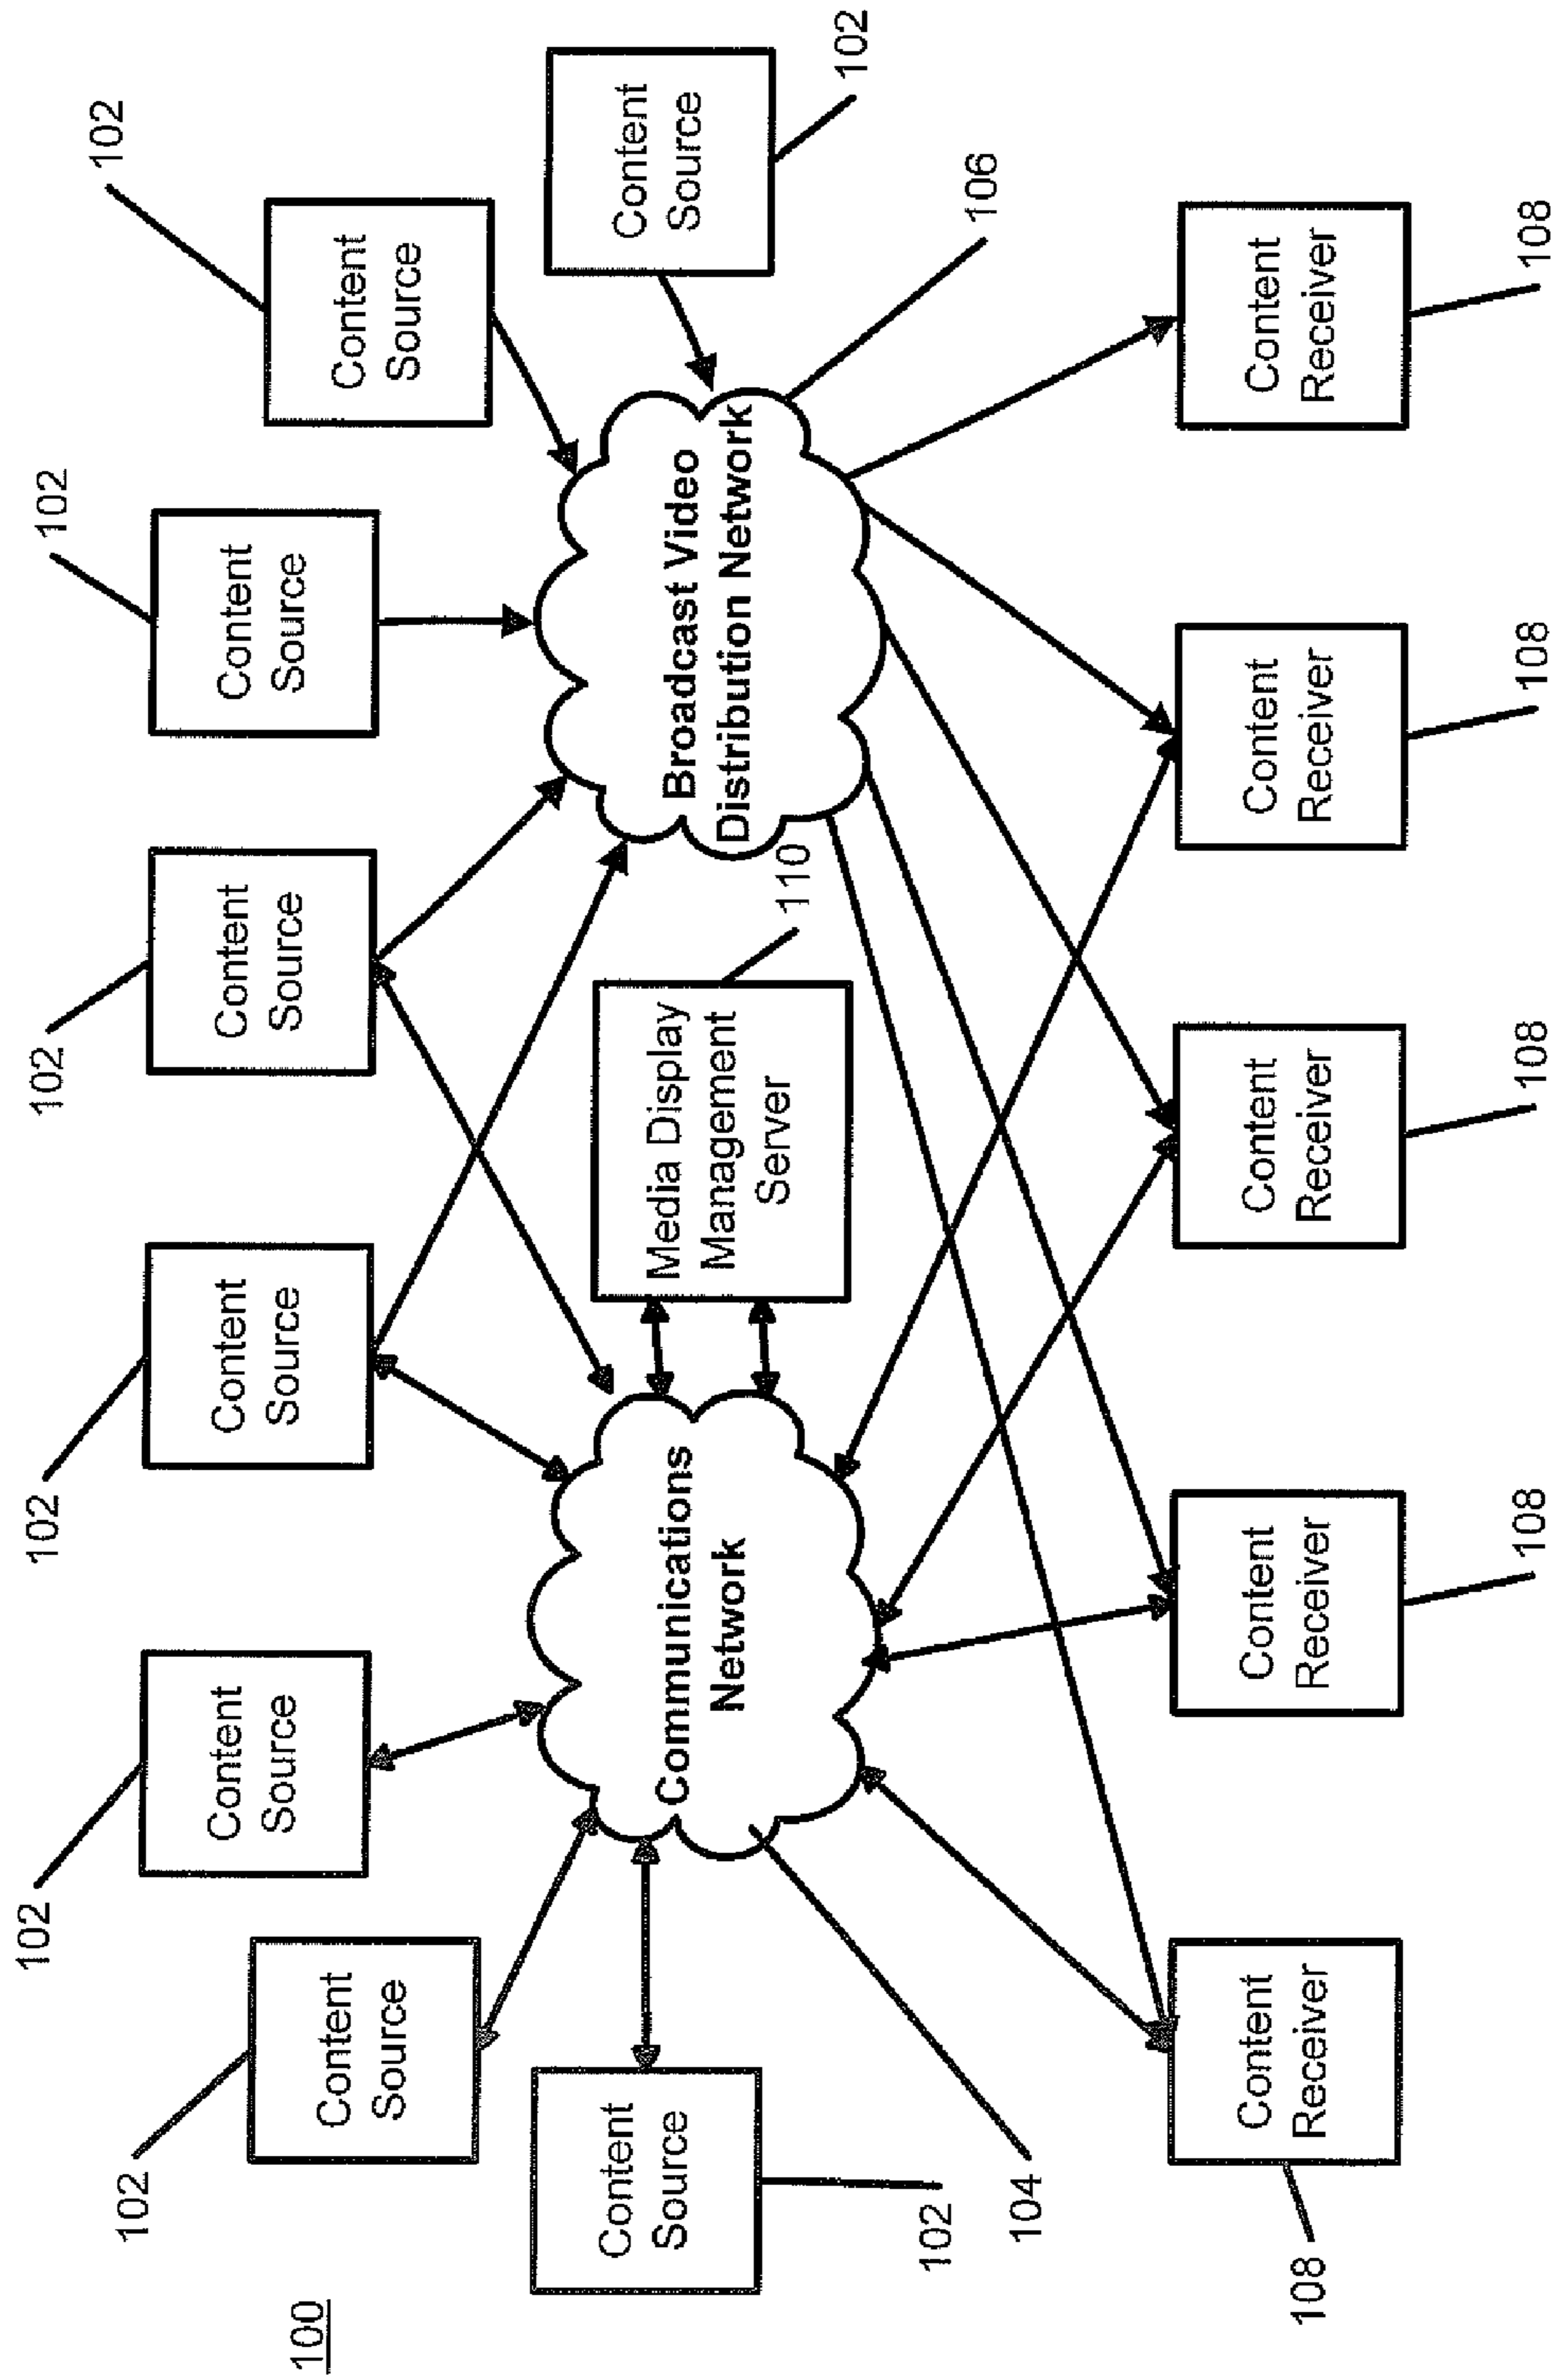 100
102
Content
Source
102
Content
Source
102
Content
Source
102
Content
Source
102
Content
Source
102
Content
Source
102
Content
Source
102
Content
Source
102
Communications
Network
104
Media Display
Management
Server
110
Broadcast Video
Distribution Network
106
Content
Receiver
108
Content
Receiver
108
Content
Receiver
108
Content
Receiver
108
Content
Receiver
108